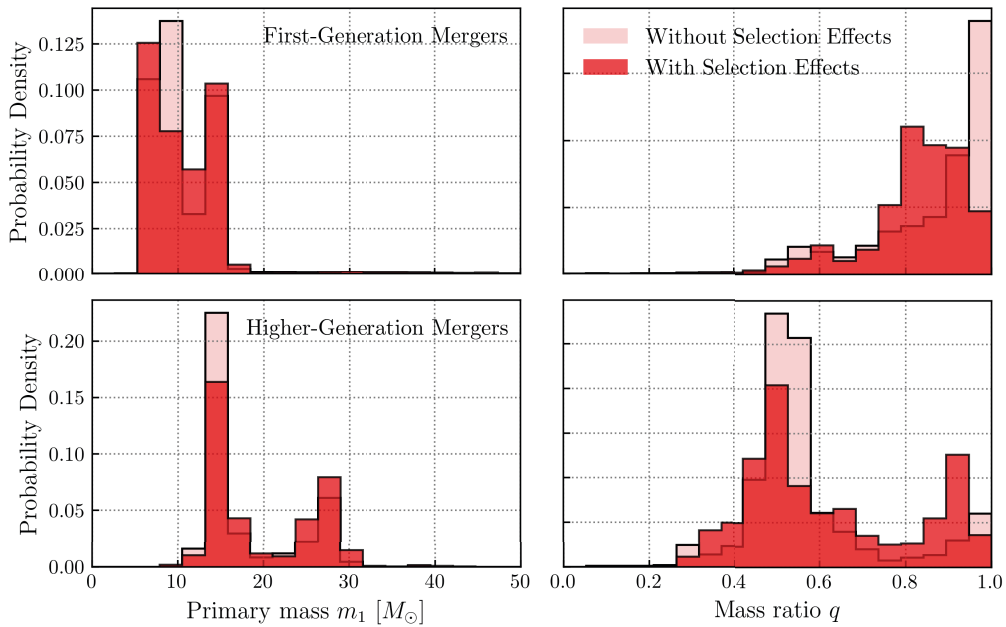 First-Generation Mergers
Without Selection Effects
With Selection Effects
Probability Density
0.125
0.100
0.075
0.050
0.025
0.000
Higher-Generation Mergers
Probability Density
0.20
0.15
0.10
0.05
0.00
0 10 20 30 40 50
0.0 0.2 0.4 0.6 0.8 1.0
Primary mass m₁ [M☉]
Mass ratio q